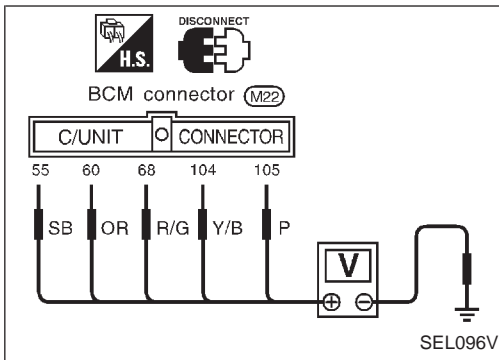 DISCONNECT
H.S.
BCM connector M22
C/UNIT CONNECTOR
55 60 68 104 105
SB OR R/G Y/B P
V
⊕ ⊖
SEL096V